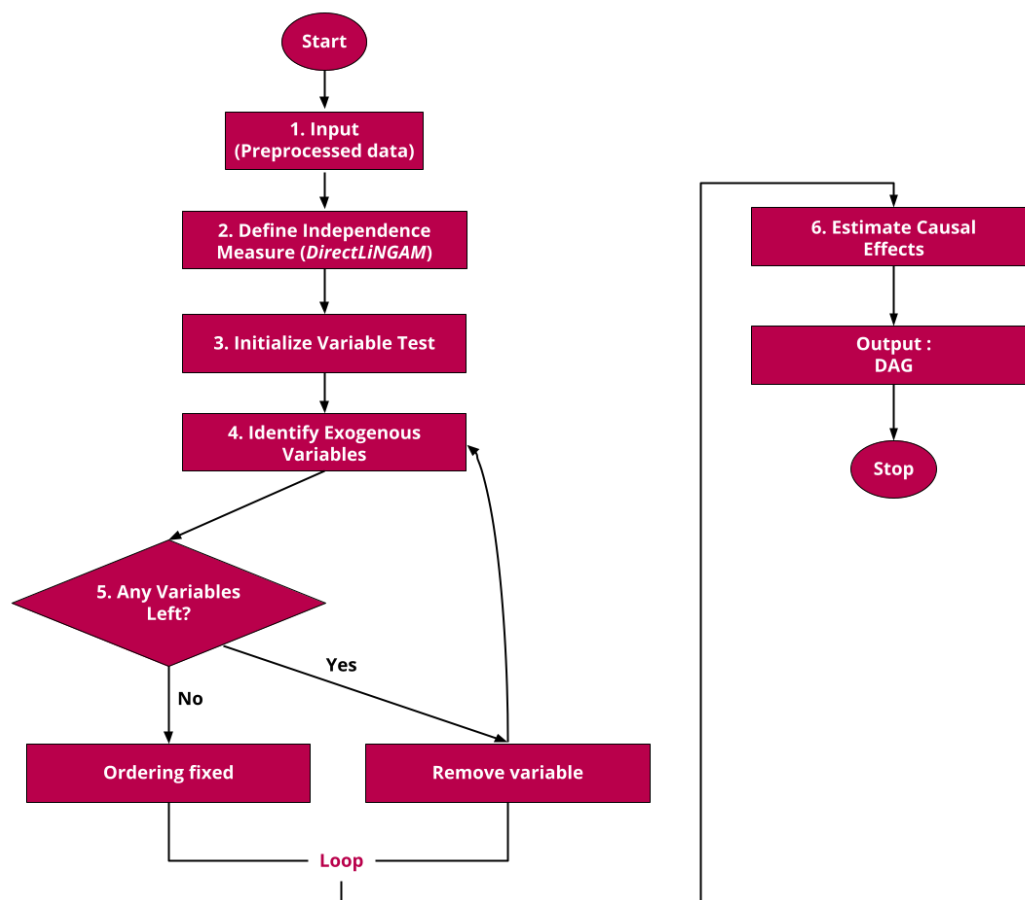 Start
1. Input
(Preprocessed data)
2. Define Independence
Measure (DirectLiNGAM)
3. Initialize Variable Test
4. Identify Exogenous
Variables
5. Any Variables
Left?
Yes
No
Ordering fixed
Remove variable
Loop
6. Estimate Causal
Effects
Output :
DAG
Stop